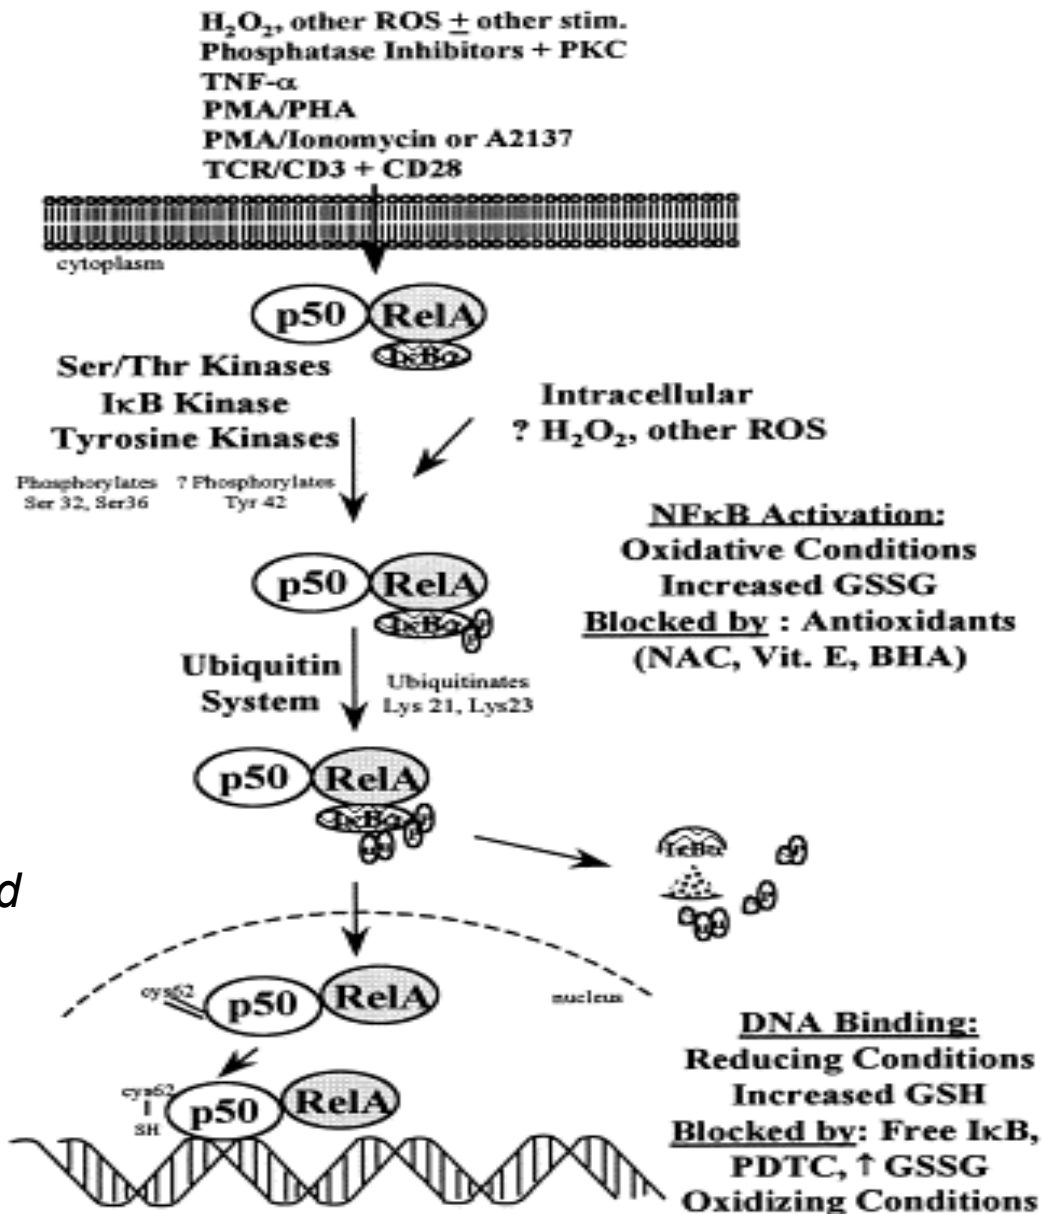 H₂O₂, other ROS ± other stim.
Phosphatase Inhibitors + PKC
TNF-α
PMA/PHA
PMA/Ionomycin or A2137
TCR/CD3 + CD28
cytoplasm
p50 RelA
IκBα
Ser/Thr Kinases
IκB Kinase
Tyrosine Kinases
Intracellular
? H₂O₂, other ROS
Phosphorylates
Ser 32, Ser36
? Phosphorylates
Tyr 42
NFκB Activation:
Oxidative Conditions
Increased GSSG
Blocked by : Antioxidants
(NAC, Vit. E, BHA)
p50 RelA
IκBα
Ubiquitin
System
Ubiquitinates
Lys 21, Lys23
p50 RelA
IκBα
IκBα
d
nucleus
cys62
p50 RelA
cys62
SH
p50 RelA
DNA Binding:
Reducing Conditions
Increased GSH
Blocked by: Free IκB,
PDTC, ↑ GSSG
Oxidizing Conditions